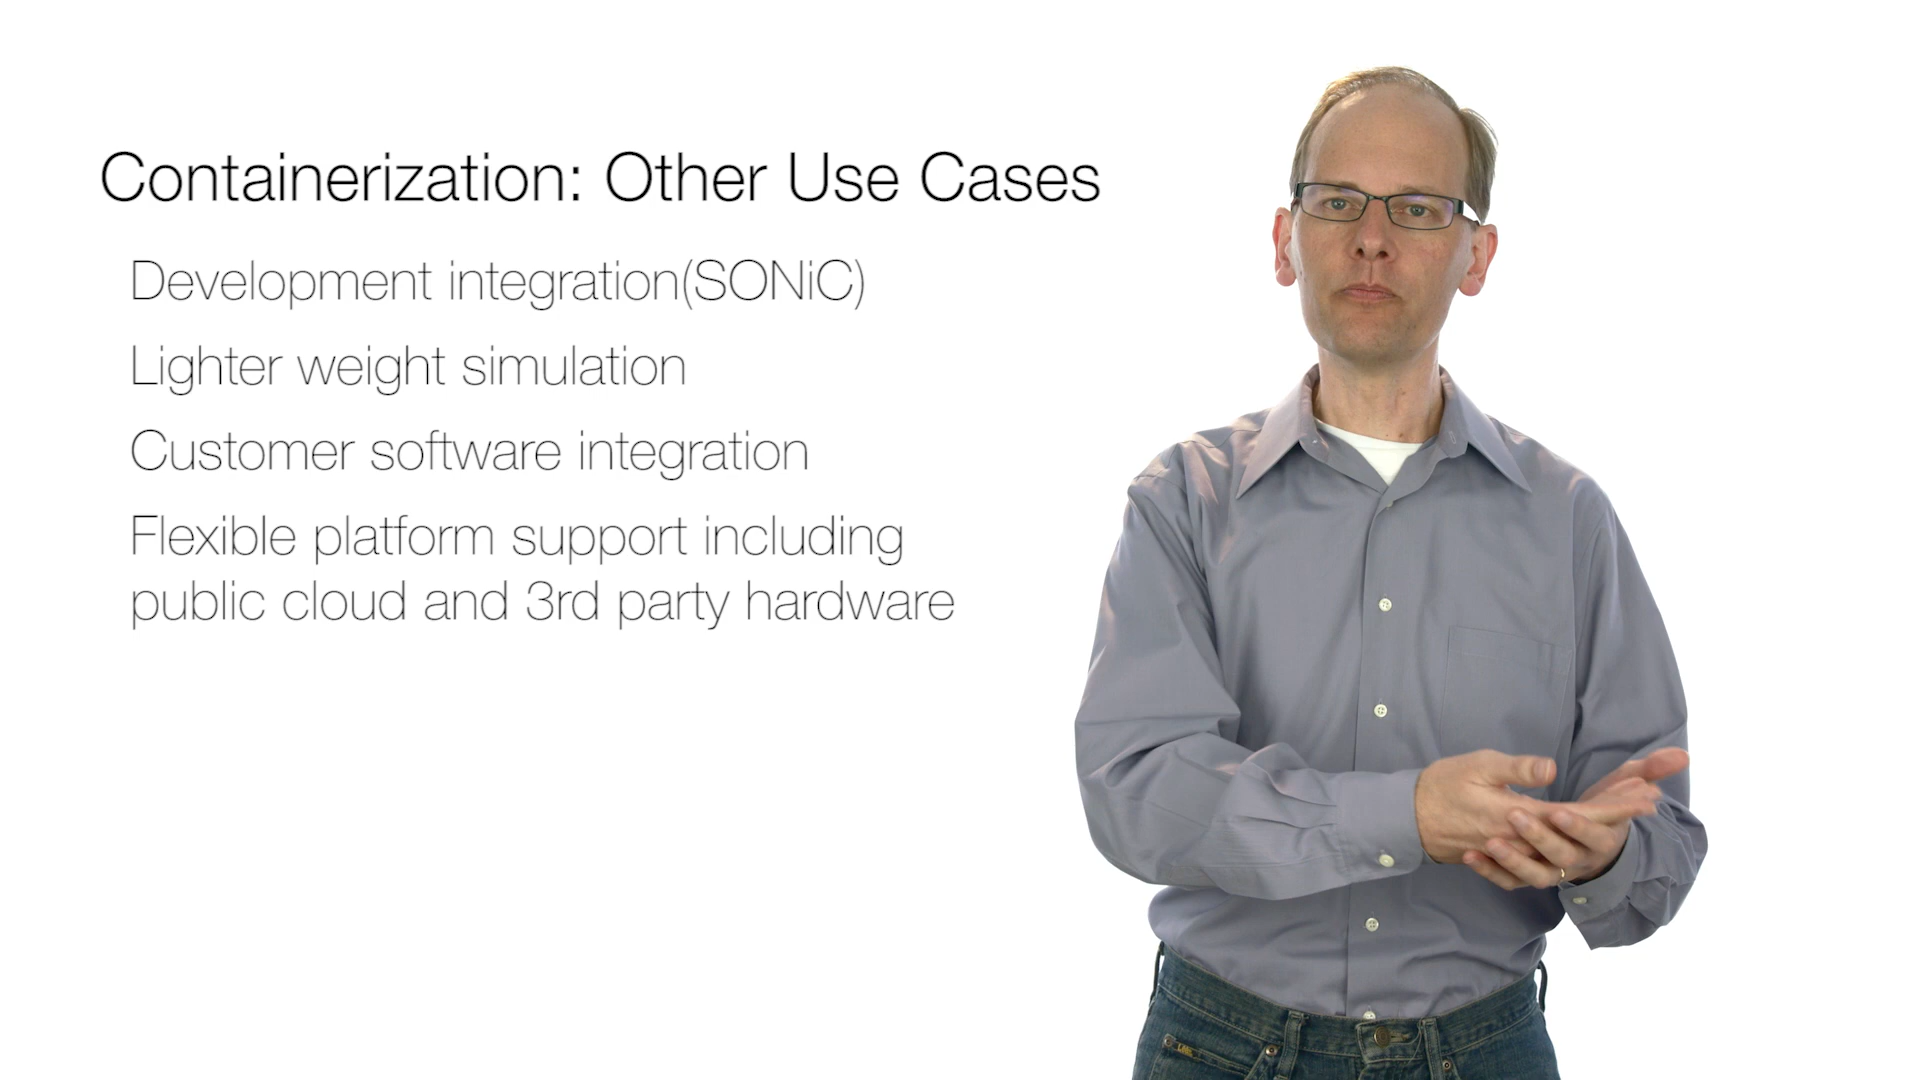 Containerization: Other Use Cases
Development integration(SONiC)
Lighter weight simulation
Customer software integration
Flexible platform support including
public cloud and 3rd party hardware